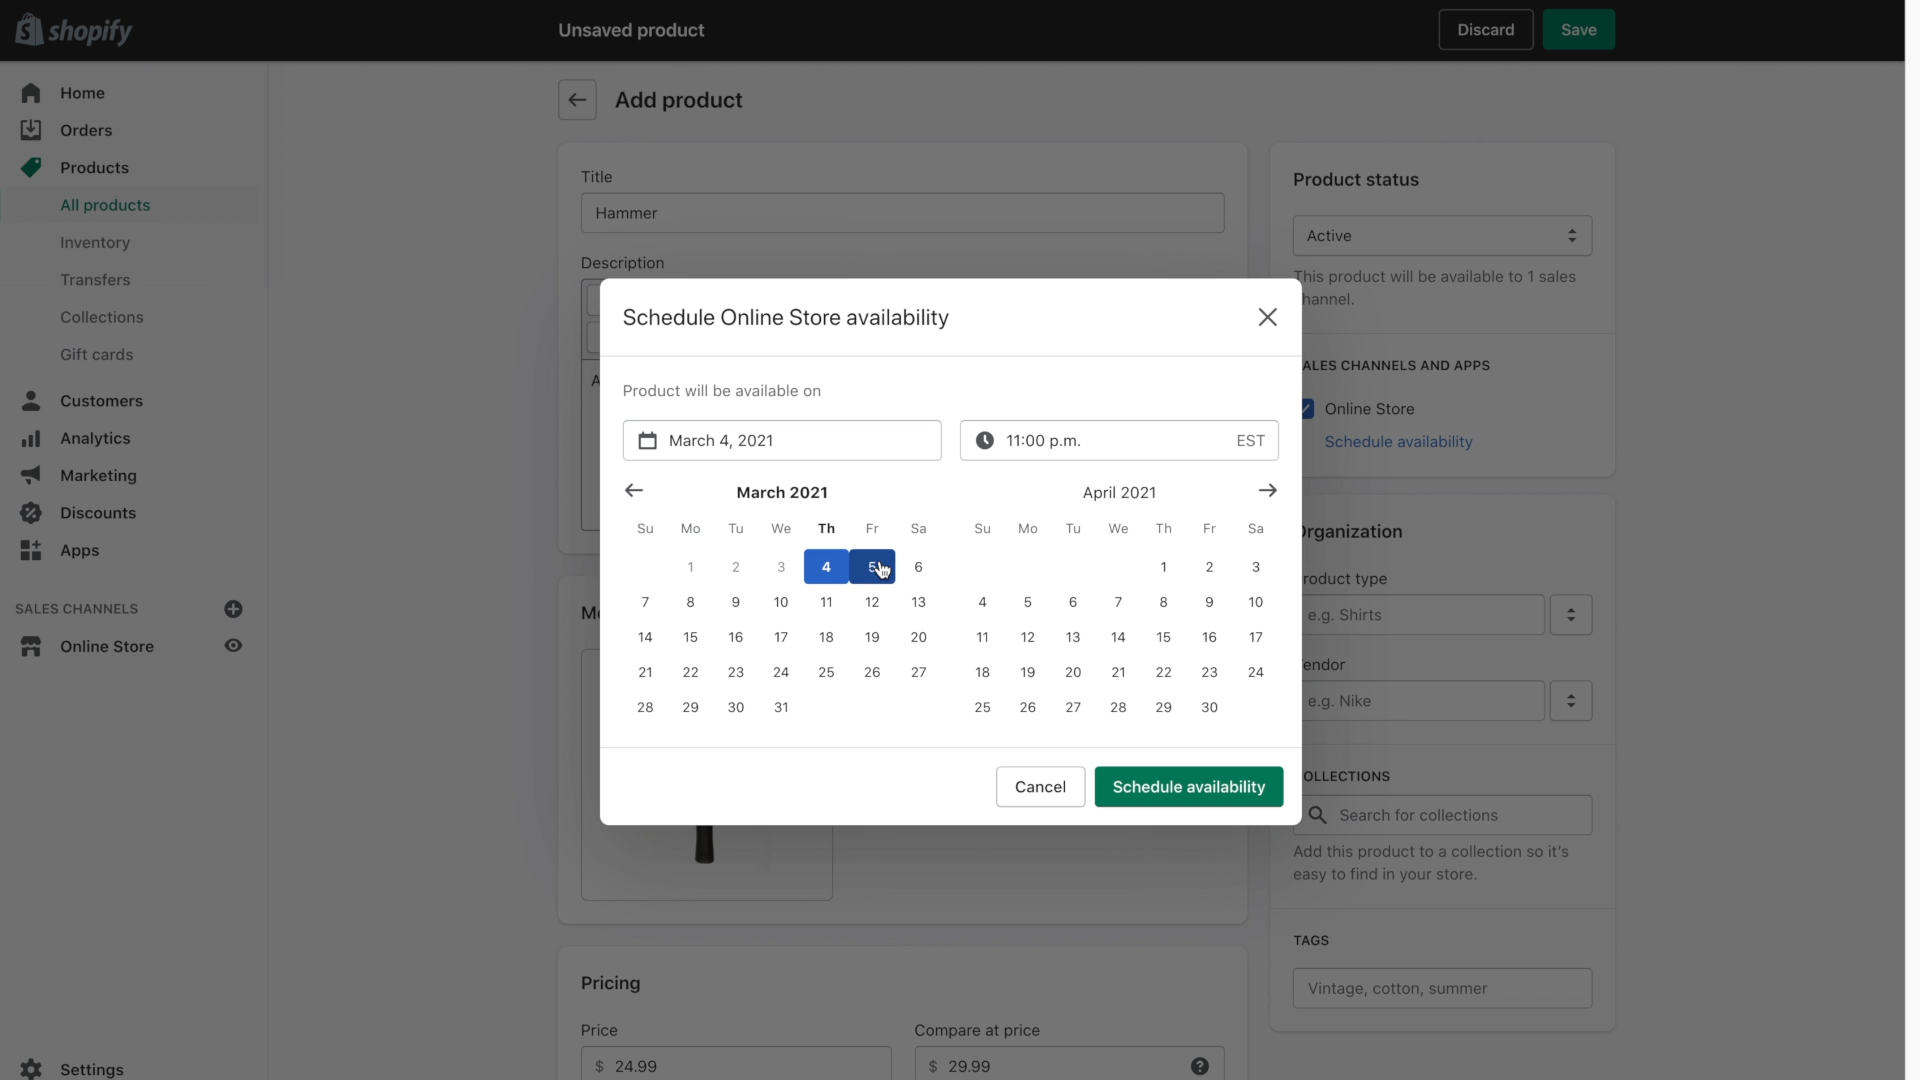 shopify
Unsaved product
Discard
Save
Home
Orders
Products
All products
Inventory
Transfers
Collections
Gift cards
Customers
Analytics
Marketing
Discounts
Apps
SALES CHANNELS
Online Store
Settings
Add product
Title
Hammer
Description
A
Me
Pricing
Price
$ 24.99
Compare at price
$ 29.99
Product status
Active
This product will be available to 1 sales
hannel.
ALES CHANNELS AND APPS
Online Store
Schedule availability
Organization
roduct type
e.g. Shirts
endor
e.g. Nike
OLLECTIONS
Search for collections
Add this product to a collection so it's
easy to find in your store.
TAGS
Vintage, cotton, summer
Schedule Online Store availability
Product will be available on
March 4, 2021
11:00 p.m. EST
March 2021
Su Mo Tu We Th Fr Sa
1 2 3 4 5 6
7 8 9 10 11 12 13
14 15 16 17 18 19 20
21 22 23 24 25 26 27
28 29 30 31
April 2021
Su Mo Tu We Th Fr Sa
1 2 3
4 5 6 7 8 9 10
11 12 13 14 15 16 17
18 19 20 21 22 23 24
25 26 27 28 29 30
Cancel
Schedule availability